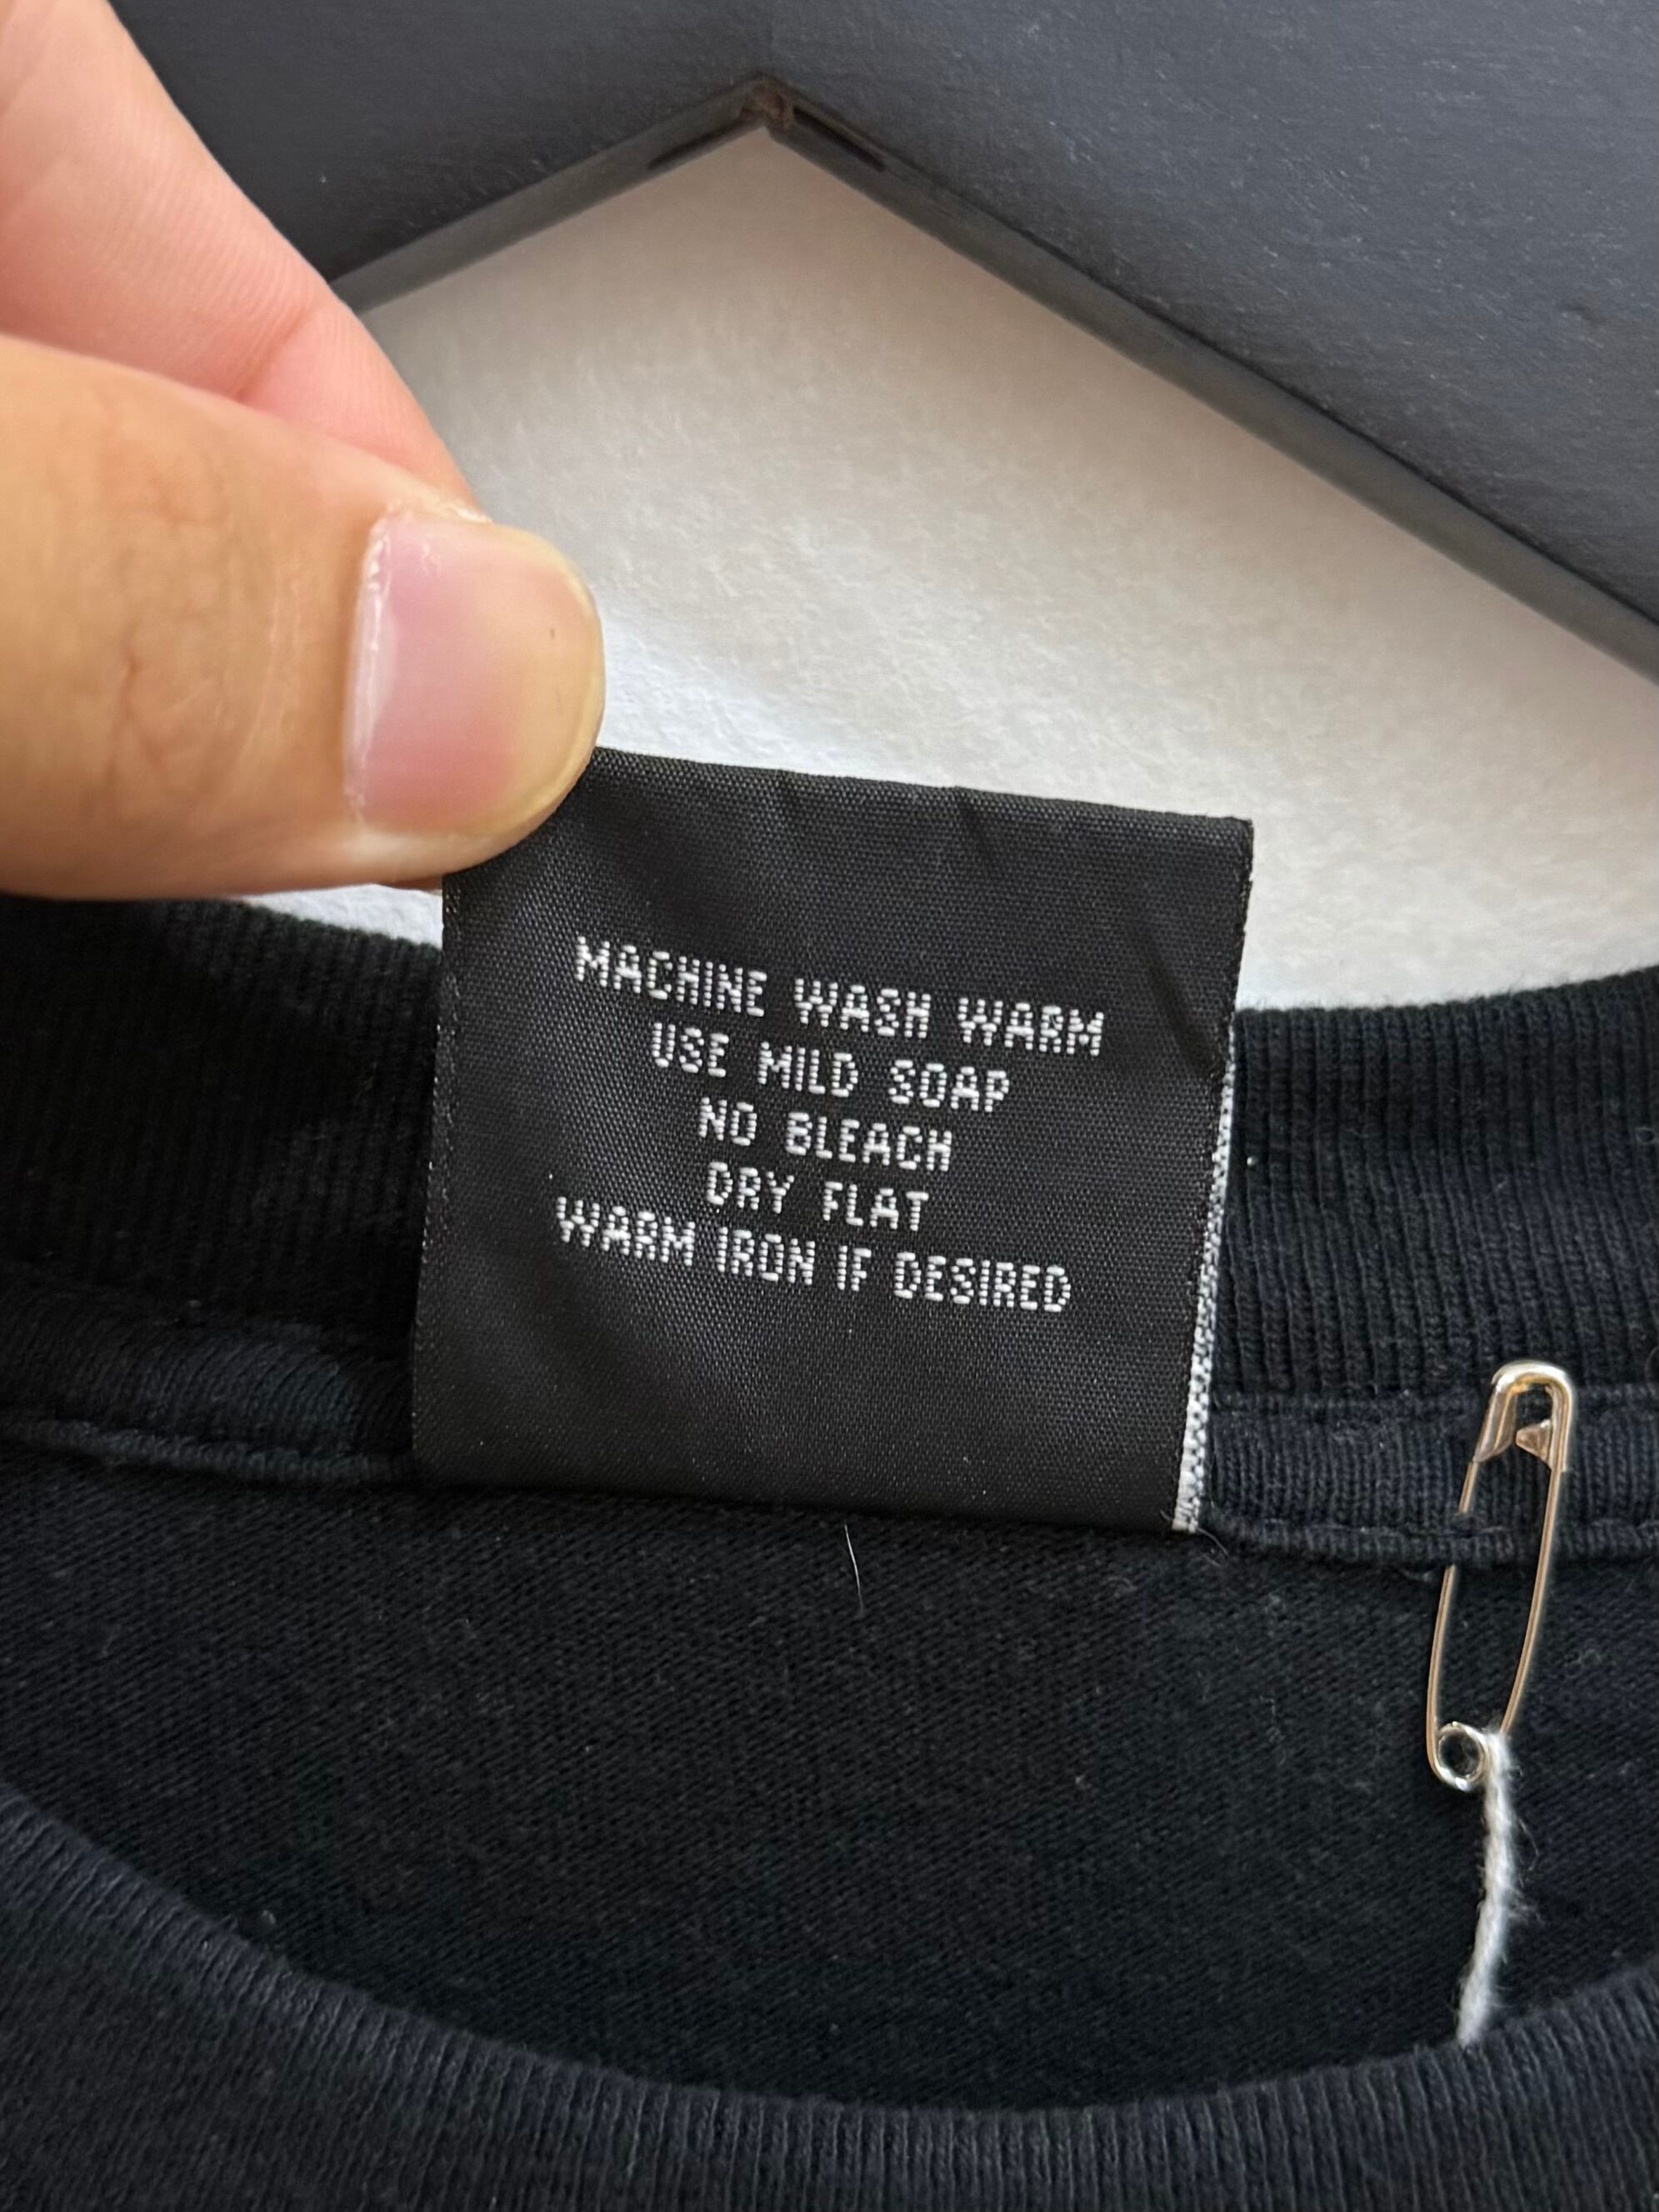 MACHINE WASH WARM
USE MILD SOAP
NO BLEACH
DRY FLAT
WARM IRON IF DESIRED